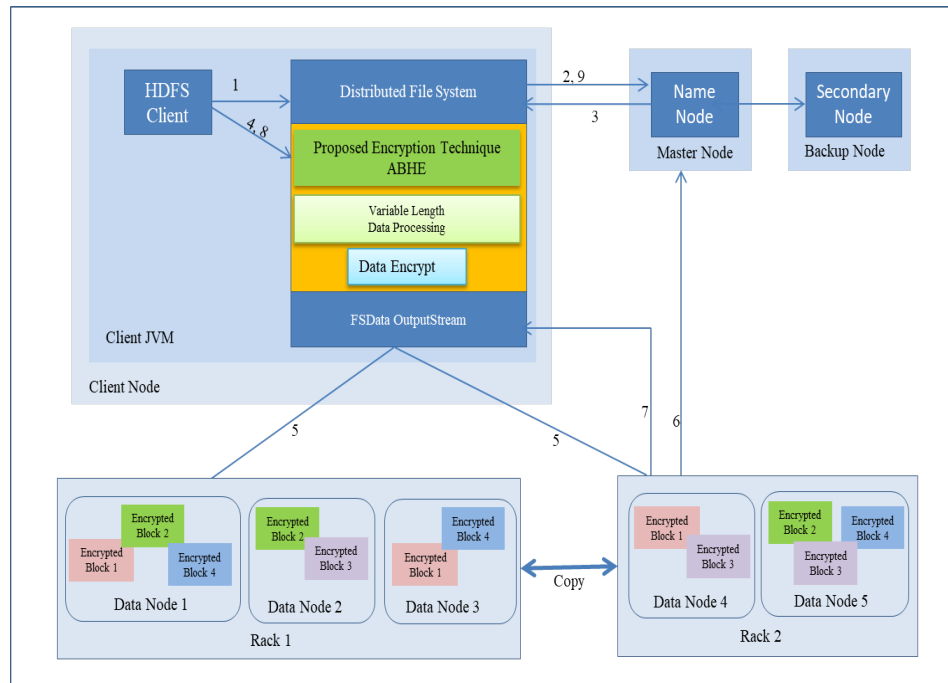 HDFS
Client
1
4, 8
Distributed File System
Proposed Encryption Technique
ABHE
Variable Length
Data Processing
Data Encrypt
FSData OutputStream
Client JVM
Client Node
2, 9
3
Name
Node
Master Node
Secondary
Node
Backup Node
5
5
7
6
Encrypted
Block 2
Encrypted
Block 1
Encrypted
Block 4
Data Node 1
Encrypted
Block 2
Encrypted
Block 3
Data Node 2
Encrypted
Block 4
Encrypted
Block 1
Data Node 3
Rack 1
Copy
Encrypted
Block 1
Encrypted
Block 3
Data Node 4
Encrypted
Block 2
Encrypted
Block 4
Encrypted
Block 3
Data Node 5
Rack 2